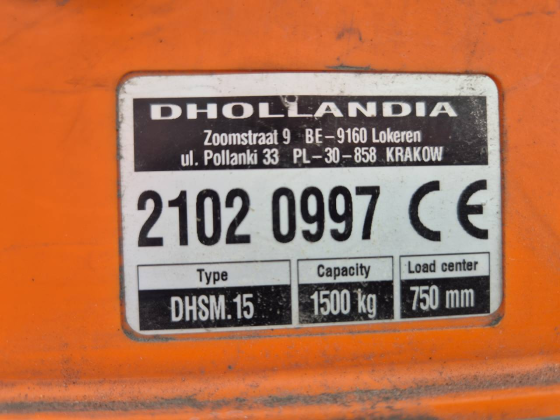 DHOLLANDIA
Zoomstraat 9 BE-9160 Lokeren
ul. Pollanki 33 PL-30-858 KRAKOW
2102 0997 CE
Type Capacity Load center
DHSM.15 1500 kg 750 mm